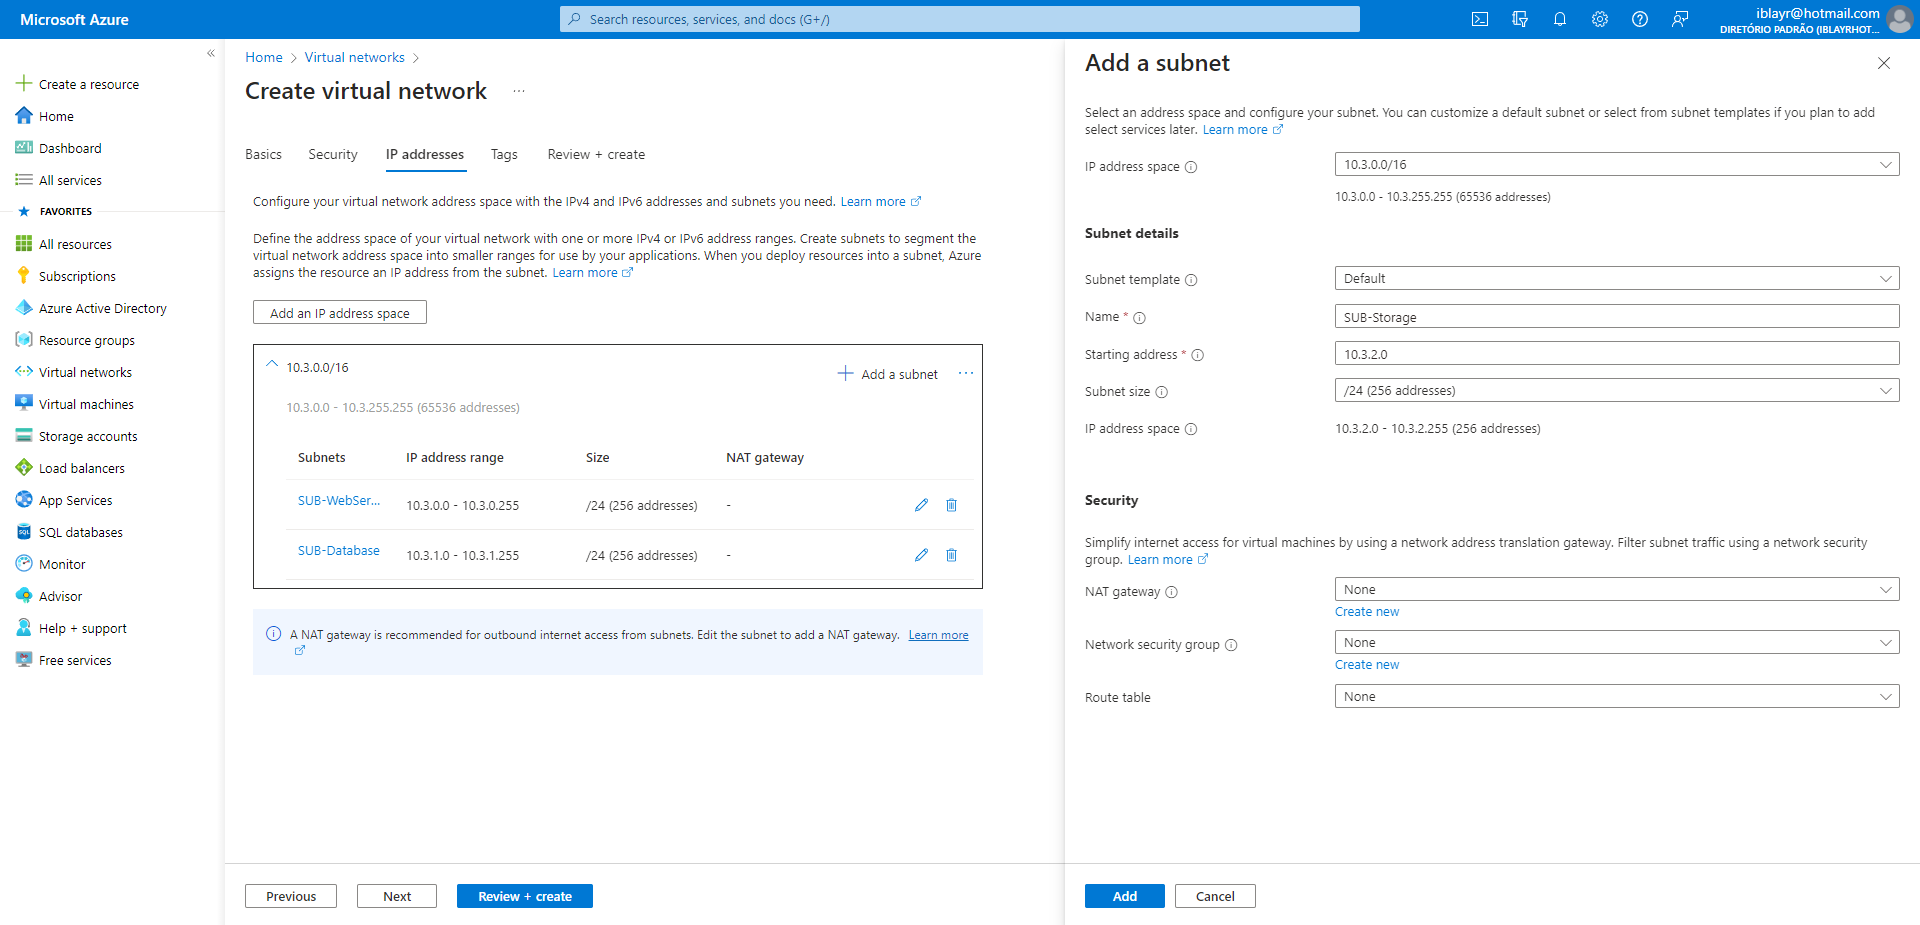 Microsoft Azure
Search resources, services, and docs (G+/)
iblayr@hotmail.com
DIRETÓRIO PADRÃO (IBLAYRHOT...
Create a resource
Home
Dashboard
All services
FAVORITES
All resources
Subscriptions
Azure Active Directory
Resource groups
Virtual networks
Virtual machines
Storage accounts
Load balancers
App Services
SQL databases
Monitor
Advisor
Help + support
Free services
Home > Virtual networks >
Create virtual network ...
Basics Security IP addresses Tags Review + create
Configure your virtual network address space with the IPv4 and IPv6 addresses and subnets you need. Learn more
Define the address space of your virtual network with one or more IPv4 or IPv6 address ranges. Create subnets to segment the
virtual network address space into smaller ranges for use by your applications. When you deploy resources into a subnet, Azure
assigns the resource an IP address from the subnet. Learn more
Add an IP address space
10.3.0.0/16
Add a subnet ...
10.3.0.0 - 10.3.255.255 (65536 addresses)
Subnets IP address range Size NAT gateway
SUB-WebSer... 10.3.0.0 - 10.3.0.255 /24 (256 addresses) -
SUB-Database 10.3.1.0 - 10.3.1.255 /24 (256 addresses) -
A NAT gateway is recommended for outbound internet access from subnets. Edit the subnet to add a NAT gateway. Learn more
Previous Next Review + create
Add a subnet
Select an address space and configure your subnet. You can customize a default subnet or select from subnet templates if you plan to add
select services later. Learn more
IP address space 10.3.0.0/16
10.3.0.0 - 10.3.255.255 (65536 addresses)
Subnet details
Subnet template Default
Name * SUB-Storage
Starting address * 10.3.2.0
Subnet size /24 (256 addresses)
IP address space 10.3.2.0 - 10.3.2.255 (256 addresses)
Security
Simplify internet access for virtual machines by using a network address translation gateway. Filter subnet traffic using a network security
group. Learn more
NAT gateway None
Create new
Network security group None
Create new
Route table None
Add Cancel